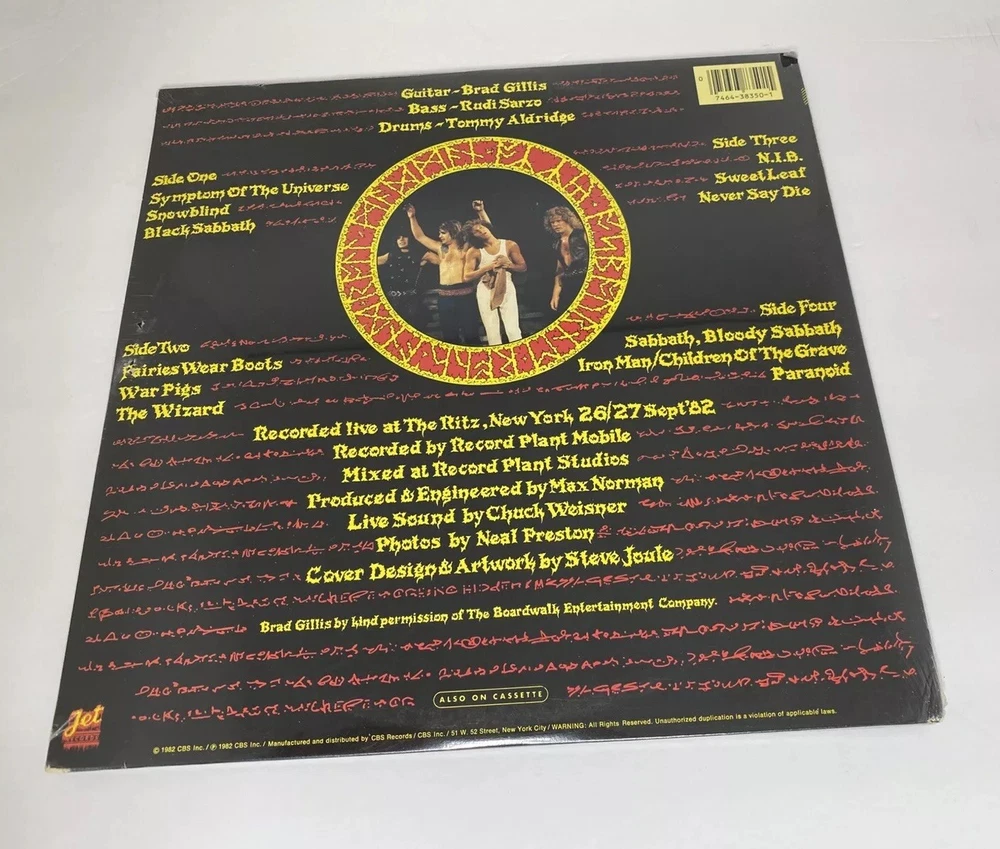 Guitar~Brad Gillis
Bass~Rudi Sarzo
Drums~Tommy Aldridge
0
7464-38350-1
Side One
Symptom Of The Universe
Snowblind
Black Sabbath
Side Two
Fairies Wear Boots
War Pigs
The Wizard
Side Three
N.I.B.
Sweet Leaf
Never Say Die
Side Four
Sabbath, Bloody Sabbath
Iron Man/Children Of The Grave
Paranoid
Recorded live at The Ritz, New York 26/27 Sept'82
Recorded by Record Plant Mobile
Mixed at Record Plant Studios
Produced & Engineered by Max Norman
Live Sound by Chuck Weisner
Photos by Neal Preston
Cover Design & Artwork by Steve Joule
Brad Gillis by kind permission of The Boardwalk Entertainment Company.
ALSO ON CASSETTE
Jet
RECORDS
© 1982 CBS Inc. / ℗ 1982 CBS Inc. / Manufactured and distributed by CBS Records / CBS Inc. / 51 W. 52 Street, New York City / WARNING: All Rights Reserved. Unauthorized duplication is a violation of applicable laws.